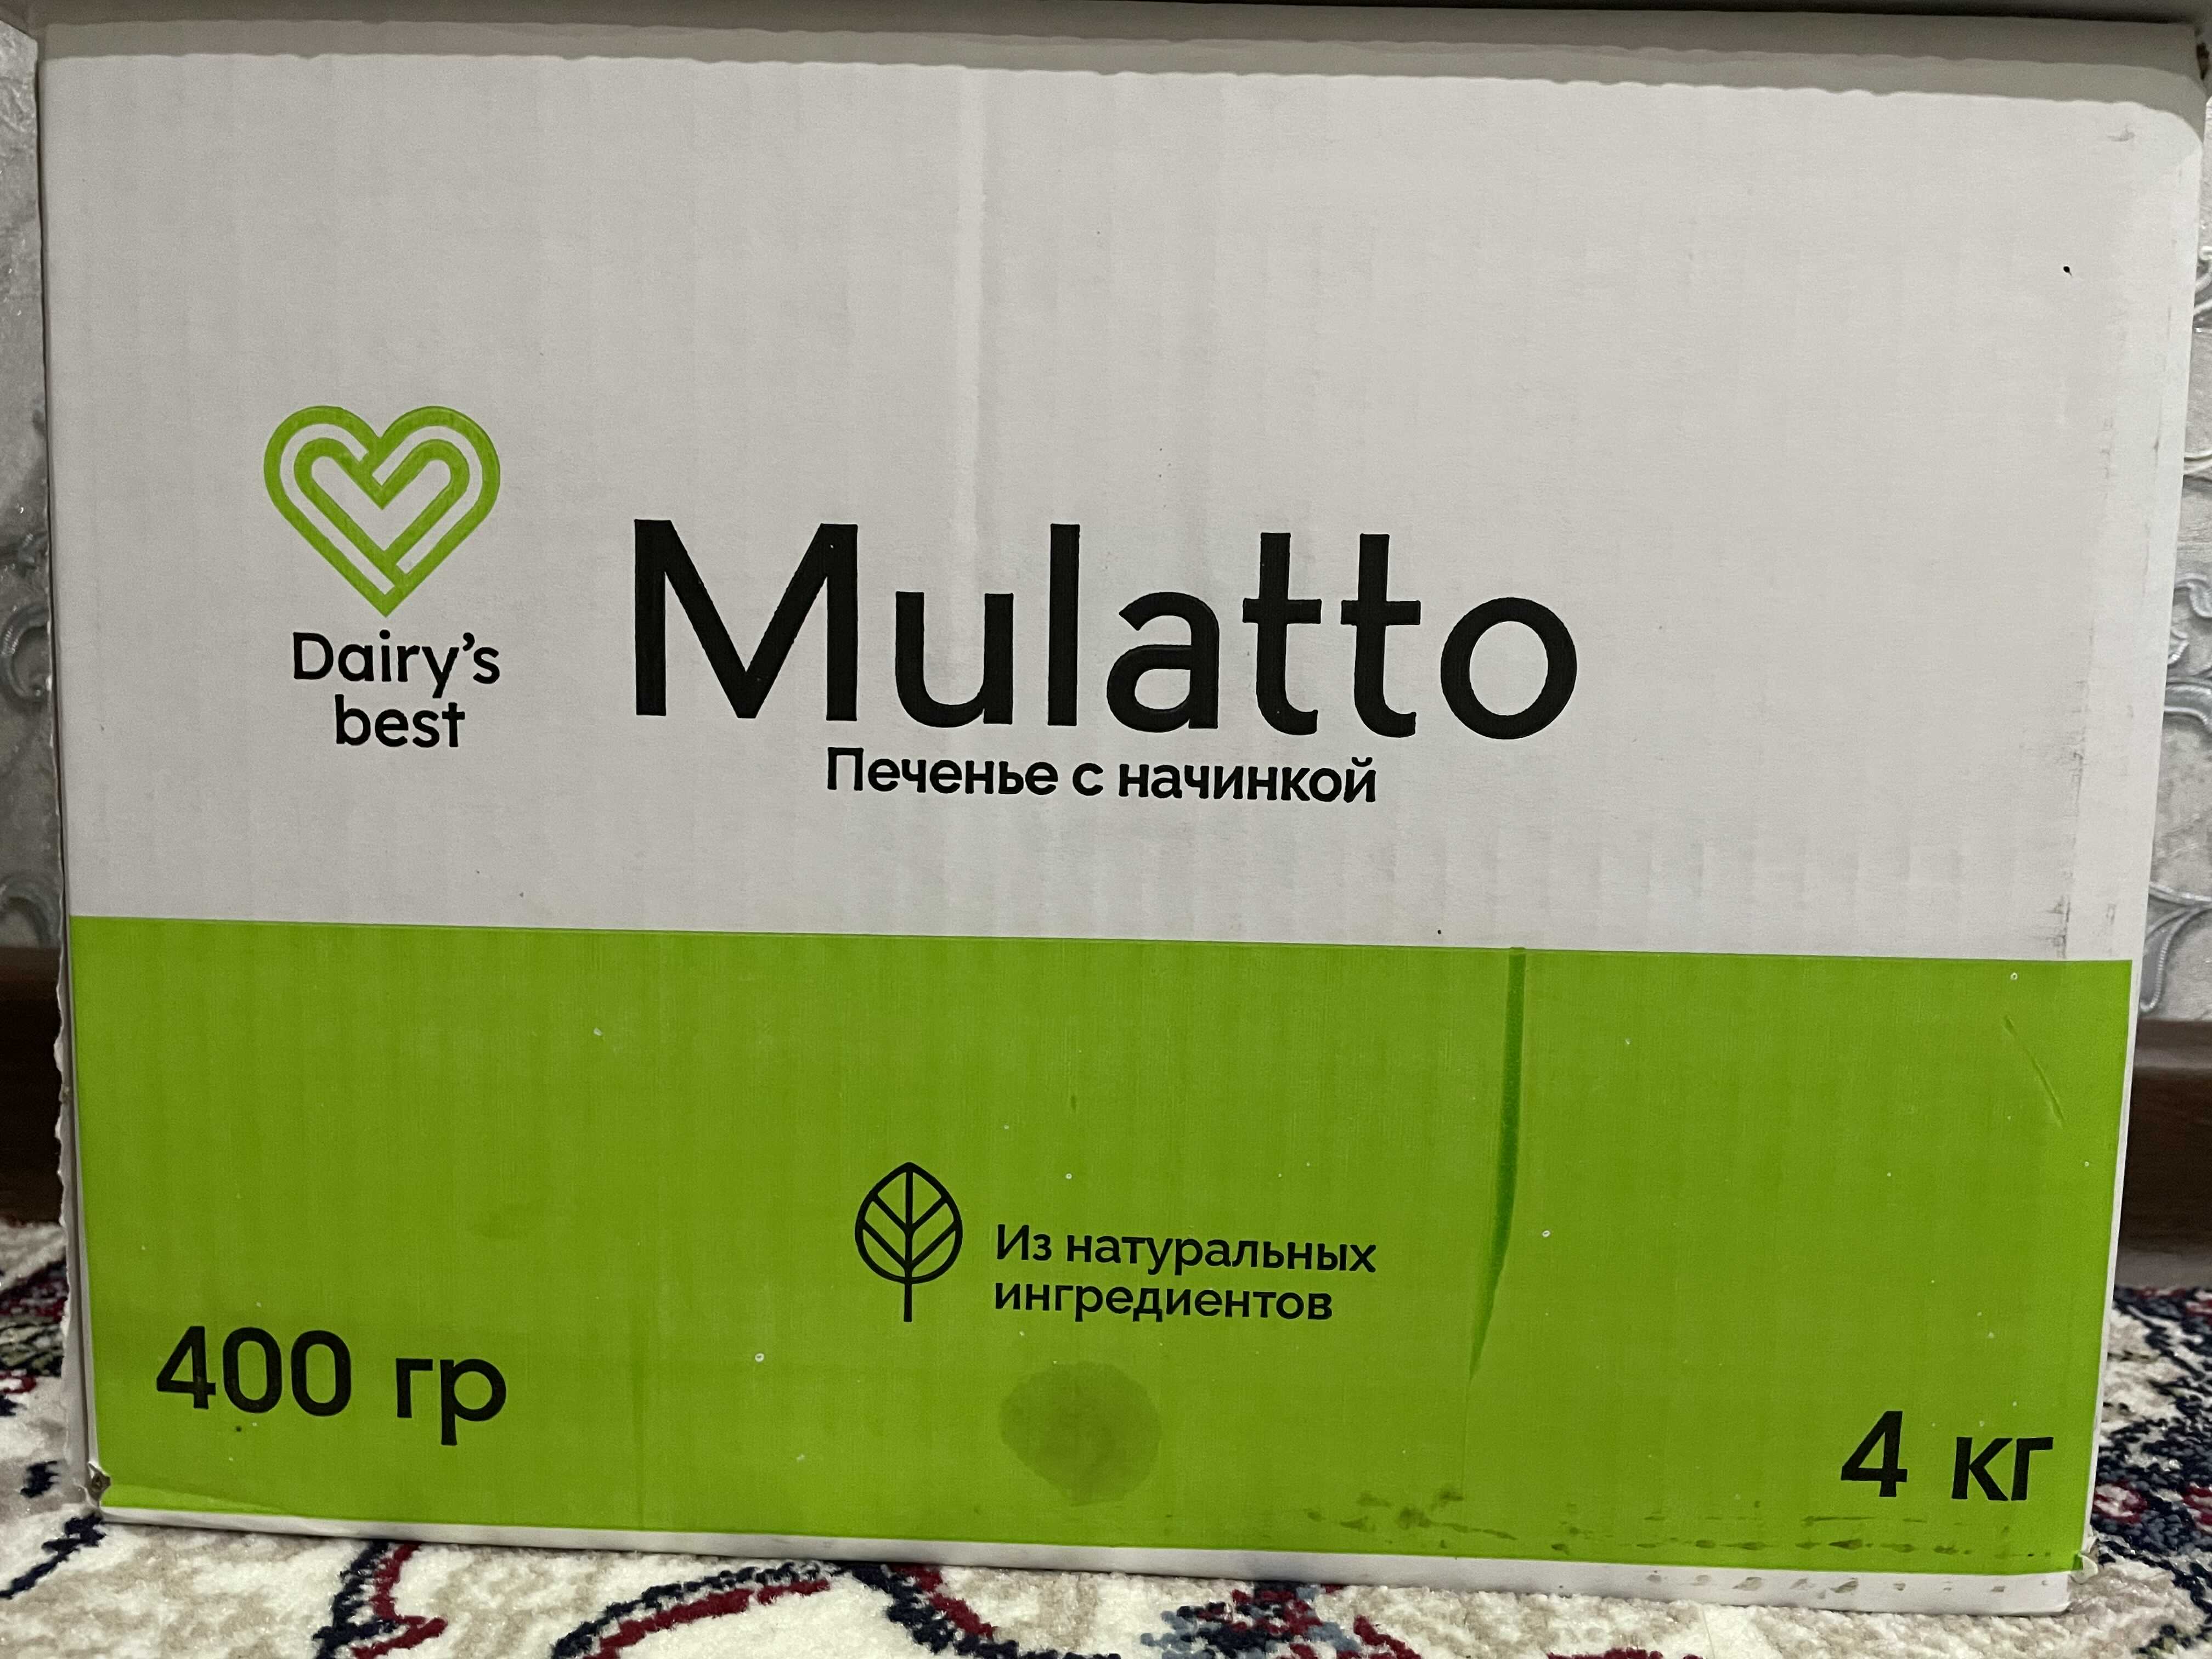 Dairy's
best
Mulatto
Печенье с начинкой
Из натуральных
ингредиентов
400 гр
4 кг